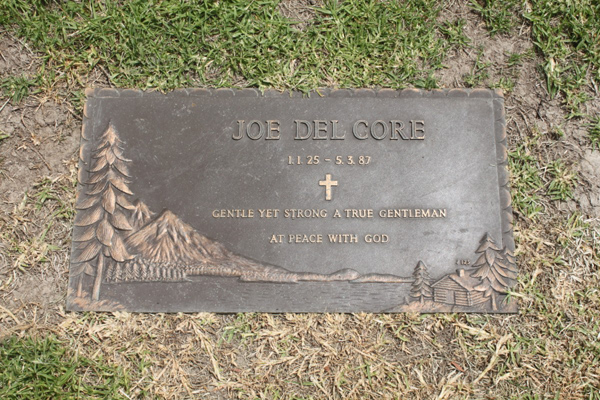 JOE DEL CORE
1.1.25 - 5.3.87
GENTLE YET STRONG A TRUE GENTLEMAN
AT PEACE WITH GOD